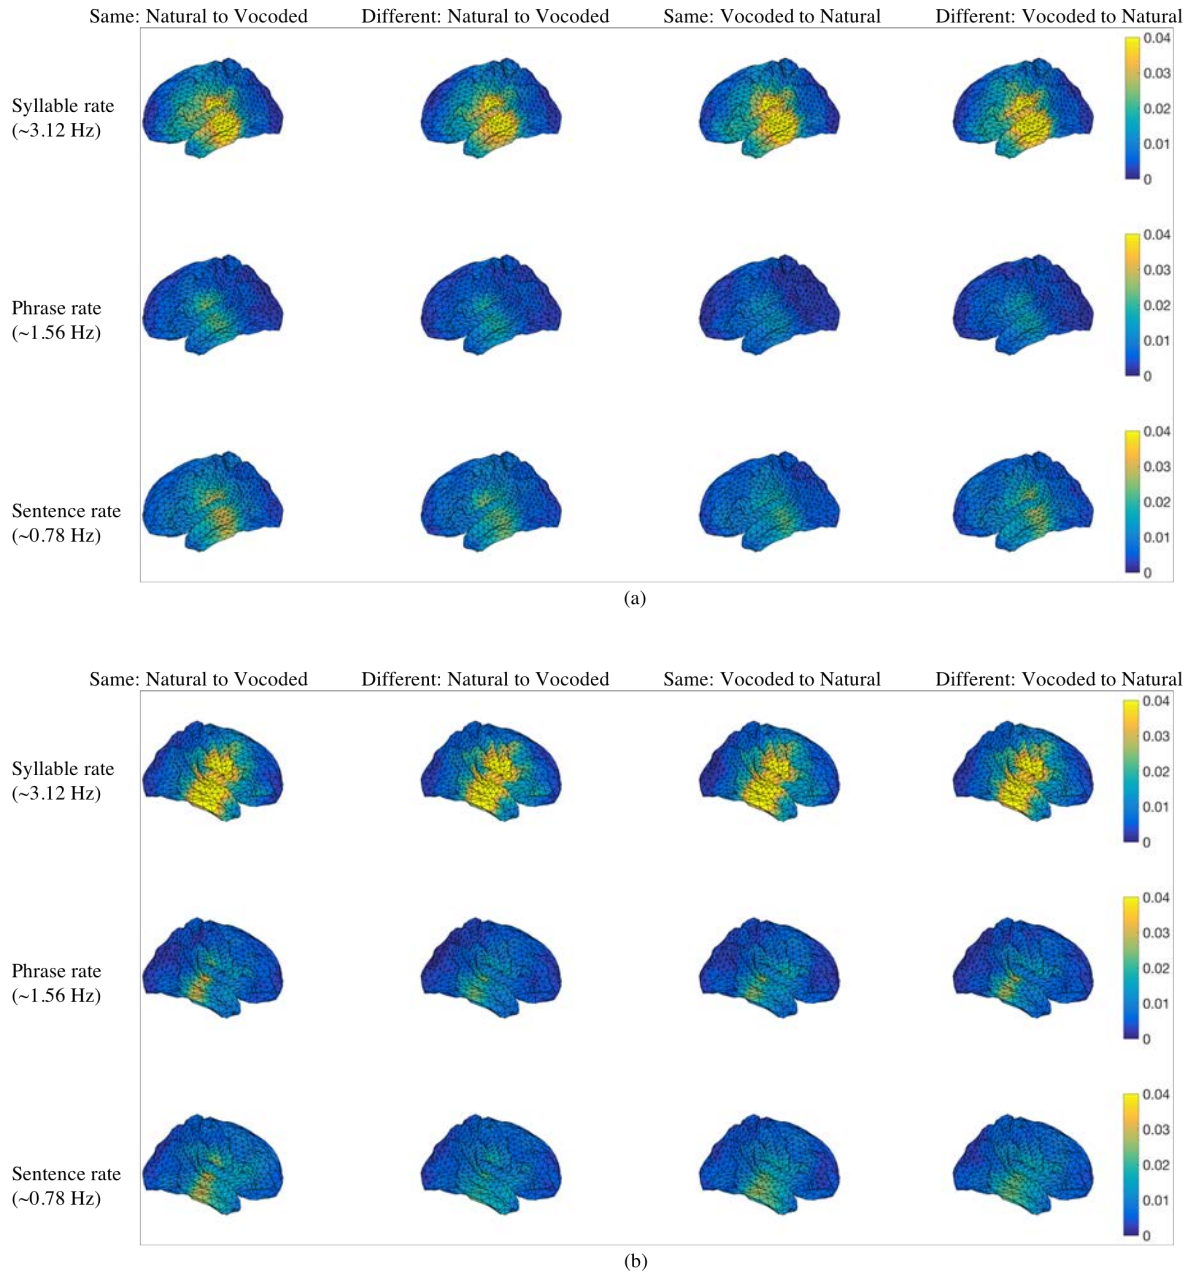 Same: Natural to Vocoded Different: Natural to Vocoded Same: Vocoded to Natural Different: Vocoded to Natural
Syllable rate
(~3.12 Hz)
0.04
0.03
0.02
0.01
0
Phrase rate
(~1.56 Hz)
0.04
0.03
0.02
0.01
0
Sentence rate
(~0.78 Hz)
0.04
0.03
0.02
0.01
0
(a)
Same: Natural to Vocoded Different: Natural to Vocoded Same: Vocoded to Natural Different: Vocoded to Natural
Syllable rate
(~3.12 Hz)
0.04
0.03
0.02
0.01
0
Phrase rate
(~1.56 Hz)
0.04
0.03
0.02
0.01
0
Sentence rate
(~0.78 Hz)
0.04
0.03
0.02
0.01
0
(b)